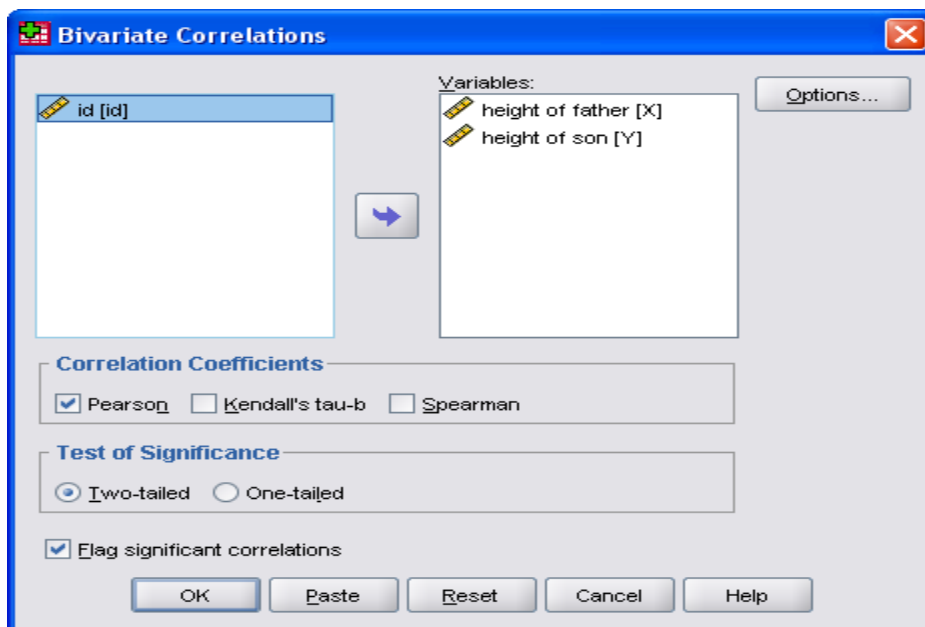 Bivariate Correlations
id [id]
Variables:
height of father [X]
height of son [Y]
Options...
Correlation Coefficients
Pearson Kendall's tau-b Spearman
Test of Significance
Two-tailed One-tailed
Flag significant correlations
OK Paste Reset Cancel Help